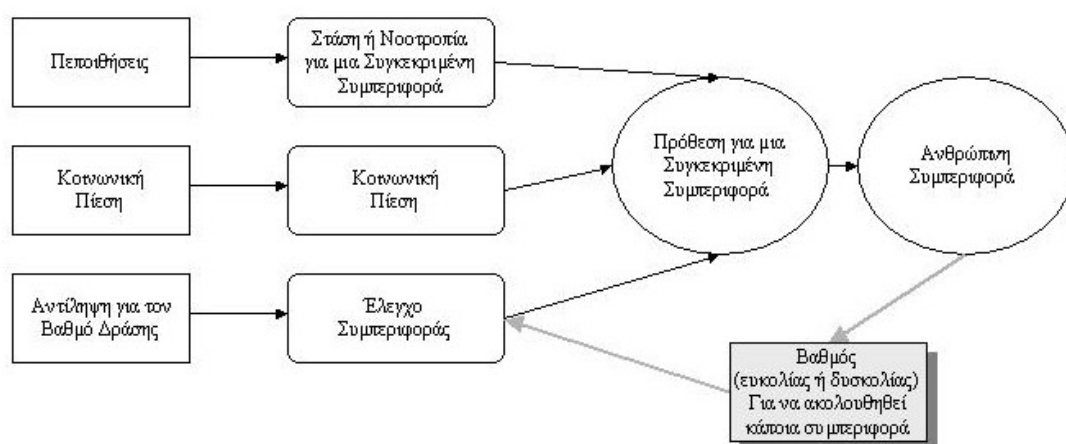 Πεποιθήσεις
Στάση ή Νοοτροπία
για μια Συγκεκριμένη
Συμπεριφορά
Πρόθεση για μια
Συγκεκριμένη
Συμπεριφορά
Ανθρώπινη
Συμπεριφορά
Κοινωνική
Πίεση
Κοινωνική
Πίεση
Αντίληψη για τον
Βαθμό Δράσης
Έλεγχο
Συμπεριφοράς
Βαθμός
(ευκολίας ή δυσκολίας)
Για να ακολουθηθεί
κάποια συμπεριφορά